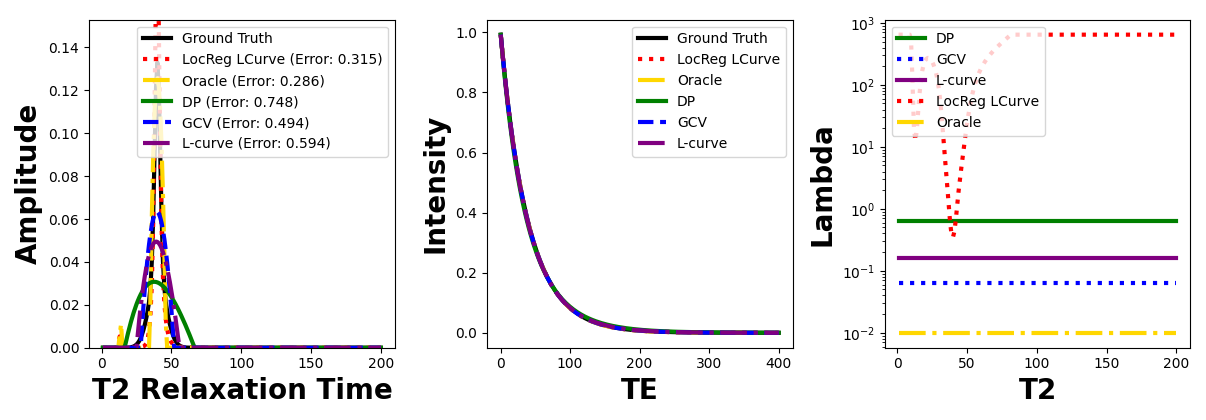 Amplitude
0.14
0.12
0.10
0.08
0.06
0.04
0.02
0.00
0 50 100 150 200
T2 Relaxation Time
Ground Truth
LocReg LCurve (Error: 0.315)
Oracle (Error: 0.286)
DP (Error: 0.748)
GCV (Error: 0.494)
L-curve (Error: 0.594)
Intensity
1.0
0.8
0.6
0.4
0.2
0.0
0 100 200 300 400
TE
Ground Truth
LocReg LCurve
Oracle
DP
GCV
L-curve
Lambda
10³
10²
10¹
10⁰
10⁻¹
10⁻²
0 50 100 150 200
T2
DP
GCV
L-curve
LocReg LCurve
Oracle